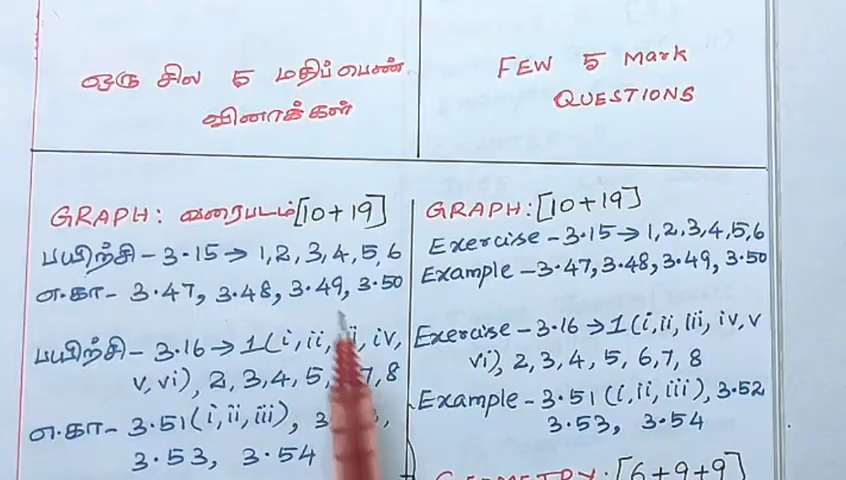 ஒரு சில 5 மதிப்பெண்
வினாக்கள்
FEW 5 Mark
QUESTIONS
GRAPH: வரைபடம் [10+19]
பயிற்சி - 3.15 → 1, 2, 3, 4, 5, 6
எ.கா - 3.47, 3.48, 3.49, 3.50
பயிற்சி - 3.16 → 1(i, ii, iv,
v, vi), 2, 3, 4, 5, 7, 8
எ.கா - 3.51 (i, ii, iii),
3.53, 3.54
GRAPH: [10+19]
Exercise - 3.15 → 1, 2, 3, 4, 5, 6
Example - 3.47, 3.48, 3.49, 3.50
Exercise - 3.16 → 1 (i, ii, iii, iv, v
vi), 2, 3, 4, 5, 6, 7, 8
Example - 3.51 (i, ii, iii), 3.52
3.53, 3.54
GEOMETRY: [6+9+9]